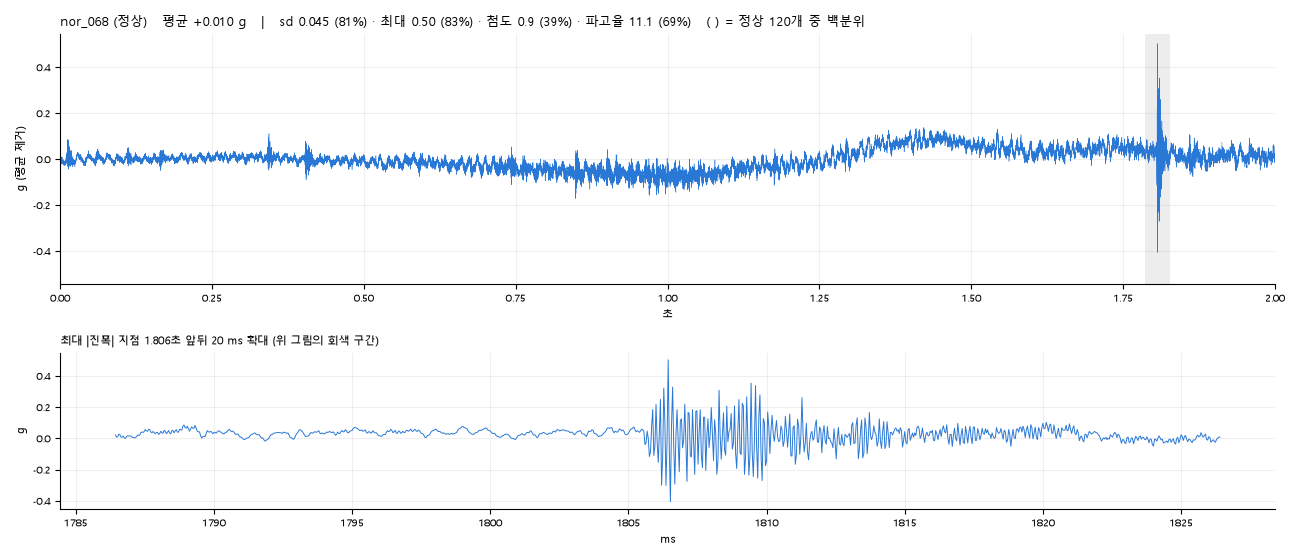 nor_068 (정상)  평균 +0.010 g  |  sd 0.045 (81%) · 최대 0.50 (83%) · 첨도 0.9 (39%) · 파고율 11.1 (69%)  ( ) = 정상 120개 중 백분위
g (평균 제거)
0.4
0.2
0.0
-0.2
-0.4
0.00 0.25 0.50 0.75 1.00 1.25 1.50 1.75 2.00
초
최대 |진폭| 지점 1.806초 앞뒤 20 ms 확대 (위 그림의 회색 구간)
g
0.4
0.2
0.0
-0.2
-0.4
1785 1790 1795 1800 1805 1810 1815 1820 1825
ms